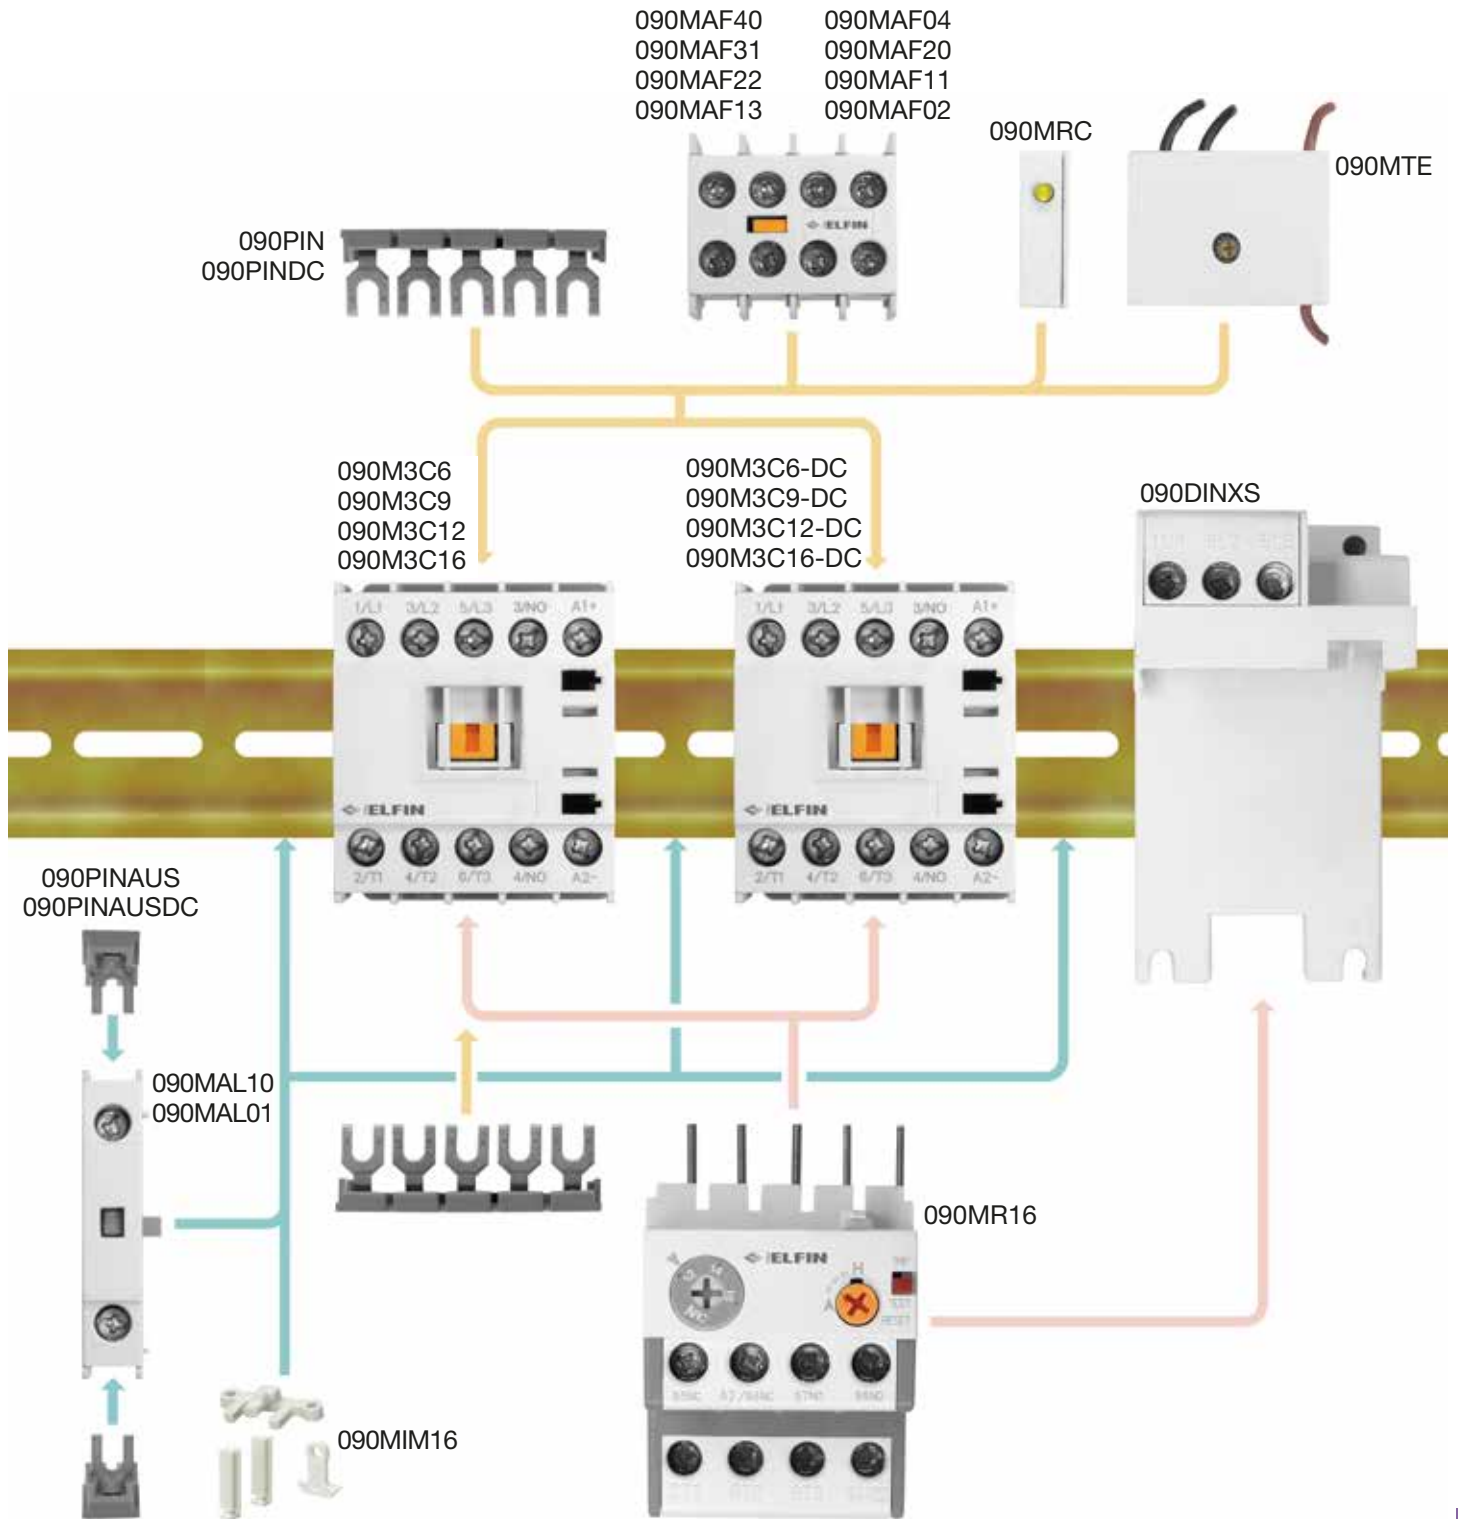 090MAF40 090MAF04
090MAF31 090MAF20
090MAF22 090MAF11
090MAF13 090MAF02
090MRC
090MTE
ELFIN
090PIN
090PINDC
090M3C6
090M3C9
090M3C12
090M3C16
090M3C6-DC
090M3C9-DC
090M3C12-DC
090M3C16-DC
090DINXS
1/L1 3/L2 5/L3 3/NO A1+
1/L1 3/L2 5/L3 3/NO A1+
ELFIN
ELFIN
2/T1 4/T2 6/T3 4/NO A2-
2/T1 4/T2 6/T3 4/NO A2-
090PINAUS
090PINAUSDC
090MAL10
090MAL01
090MR16
ELFIN
H
A
RESET
090MIM16